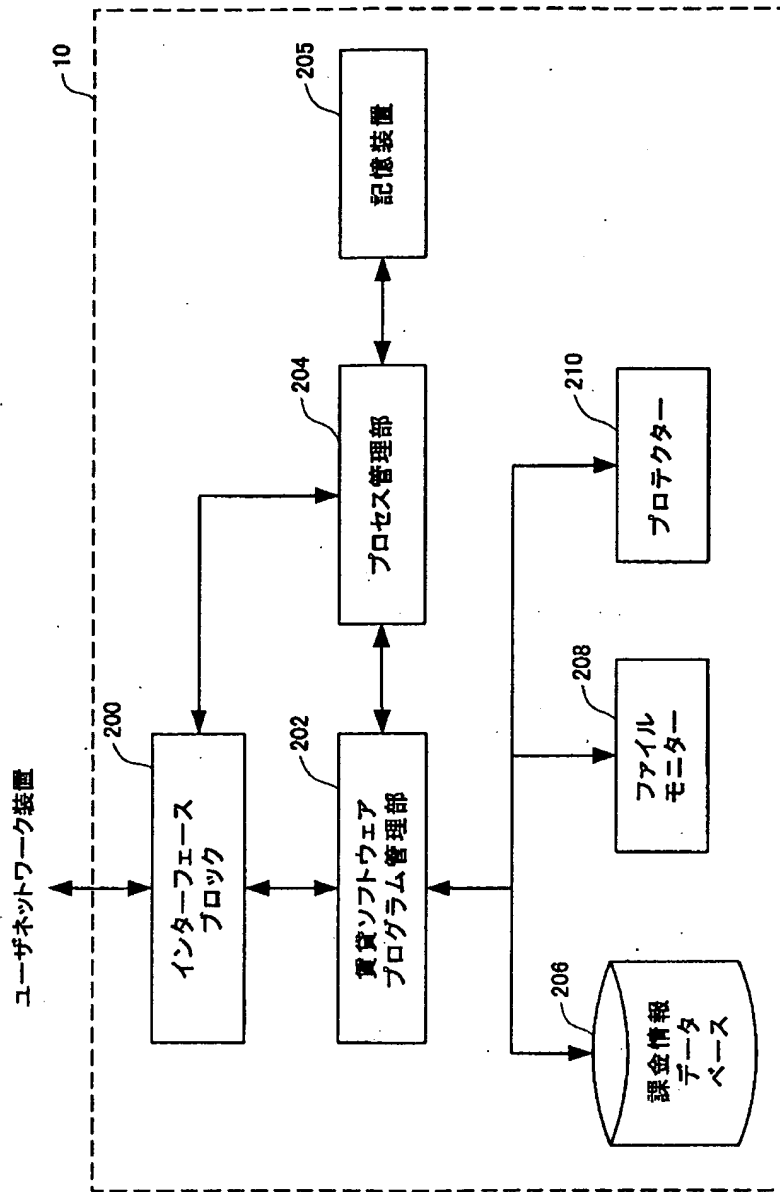 ユーザネットワーク装置
10
200
インターフェース
ブロック
202
賃貸ソフトウェア
プログラム管理部
204
プロセス管理部
205
記憶装置
206
課金情報
データ
ベース
208
ファイル
モニター
210
プロテクター